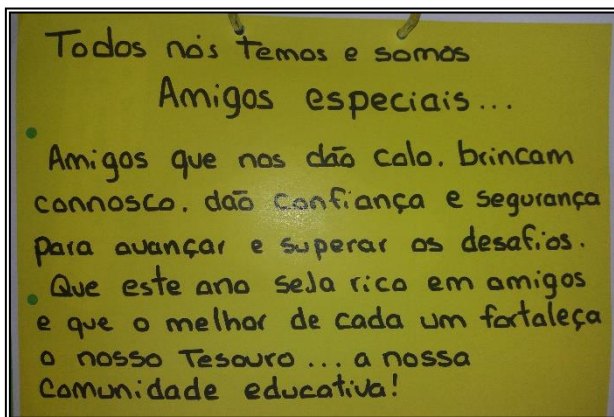 Todos nós temos e somos
Amigos especiais...
Amigos que nos dão colo, brincam
connosco, dão confiança e segurança
para avançar e superar os desafios.
Que este ano seja rico em amigos
e que o melhor de cada um fortaleça
o nosso Tesouro... a nossa
Comunidade educativa!